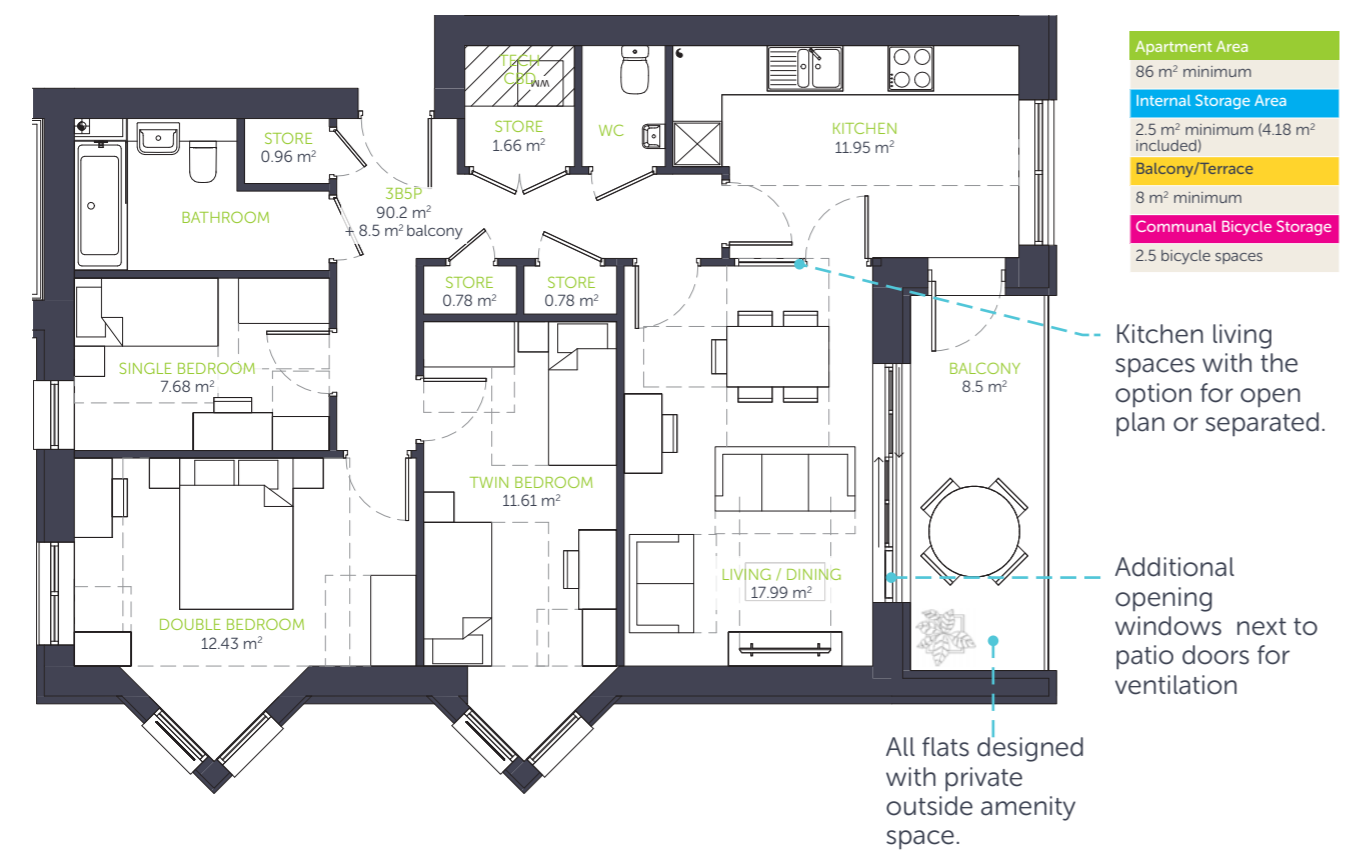 TECH
CBD
WM
STORE
1.66 m²
WC
KITCHEN
11.95 m²
STORE
0.96 m²
BATHROOM
3B5P
90.2 m²
+ 8.5 m² balcony
STORE
0.78 m²
STORE
0.78 m²
SINGLE BEDROOM
7.68 m²
TWIN BEDROOM
11.61 m²
DOUBLE BEDROOM
12.43 m²
LIVING / DINING
17.99 m²
BALCONY
8.5 m²
Apartment Area
86 m² minimum
Internal Storage Area
2.5 m² minimum (4.18 m²
included)
Balcony/Terrace
8 m² minimum
Communal Bicycle Storage
2.5 bicycle spaces
Kitchen living
spaces with the
option for open
plan or separated.
Additional
opening
windows next to
patio doors for
ventilation
All flats designed
with private
outside amenity
space.